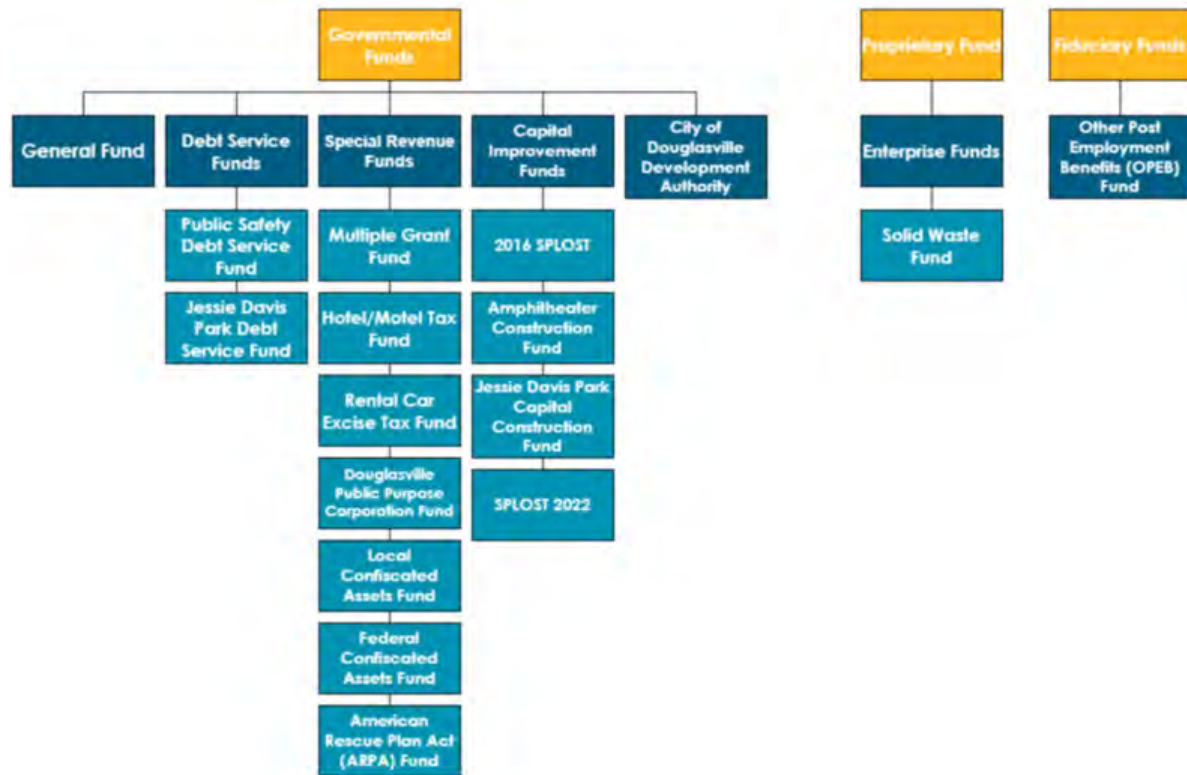 Governmental
Funds
Proprietary Fund
Fiduciary Funds
General Fund
Debt Service
Funds
Special Revenue
Funds
Capital
Improvement
Funds
City of
Douglasville
Development
Authority
Enterprise Funds
Other Post
Employment
Benefits (OPEB)
Fund
Public Safety
Debt Service
Fund
Multiple Grant
Fund
2016 SPLOST
Solid Waste
Fund
Jessie Davis
Park Debt
Service Fund
Hotel/Motel Tax
Fund
Amphitheater
Construction
Fund
Rental Car
Excise Tax Fund
Jessie Davis Park
Capital
Construction
Fund
Douglasville
Public Purpose
Corporation Fund
SPLOST 2022
Local
Confiscated
Assets Fund
Federal
Confiscated
Assets Fund
American
Rescue Plan Act
(ARPA) Fund